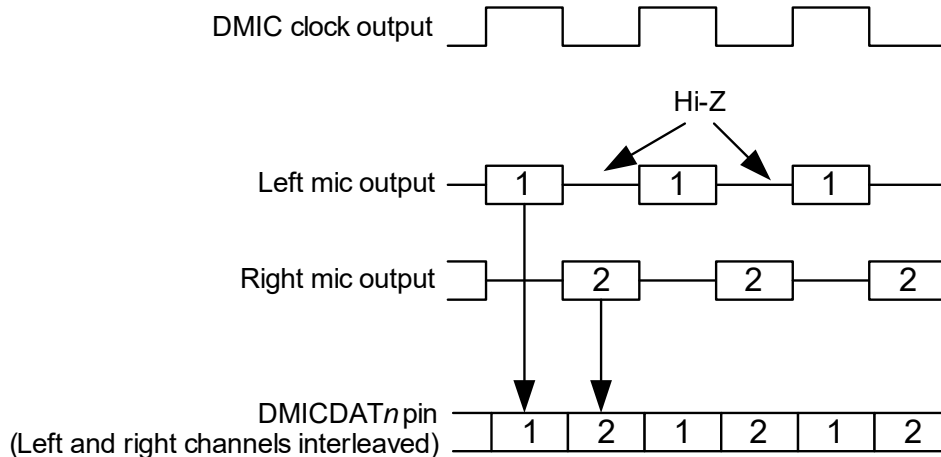 DMIC clock output
Hi-Z
Left mic output
1 1 1
Right mic output
2 2 2
DMICDATn pin
(Left and right channels interleaved)
1 2 1 2 1 2